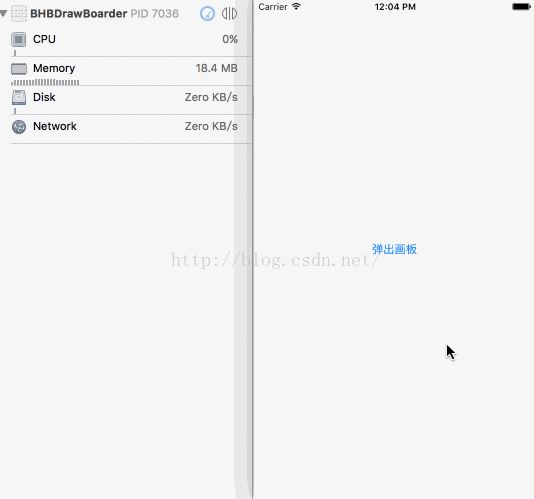 BHBDrawBoarder PID 7036
CPU 0%
Memory 18.4 MB
Disk Zero KB/s
Network Zero KB/s
Carrier 12:04 PM
弹出画板
http://blog.csdn.net/